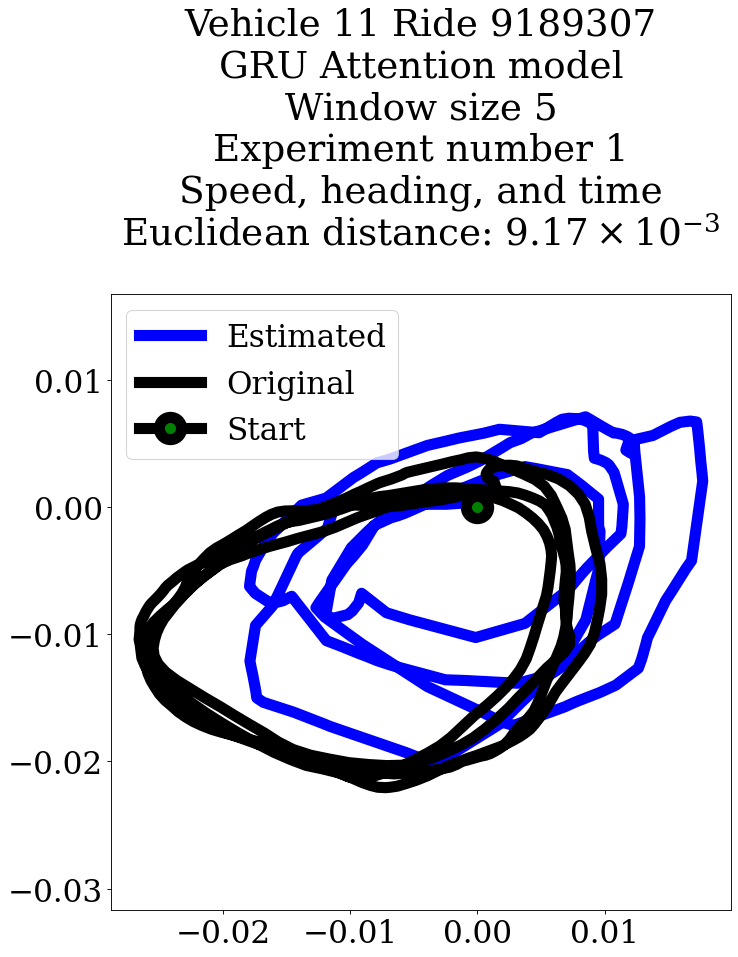 Vehicle 11 Ride 9189307
GRU Attention model
Window size 5
Experiment number 1
Speed, heading, and time
Euclidean distance: 9.17 × 10⁻³
Estimated
Original
Start
0.01
0.00
−0.01
−0.02
−0.03
−0.02 −0.01 0.00 0.01